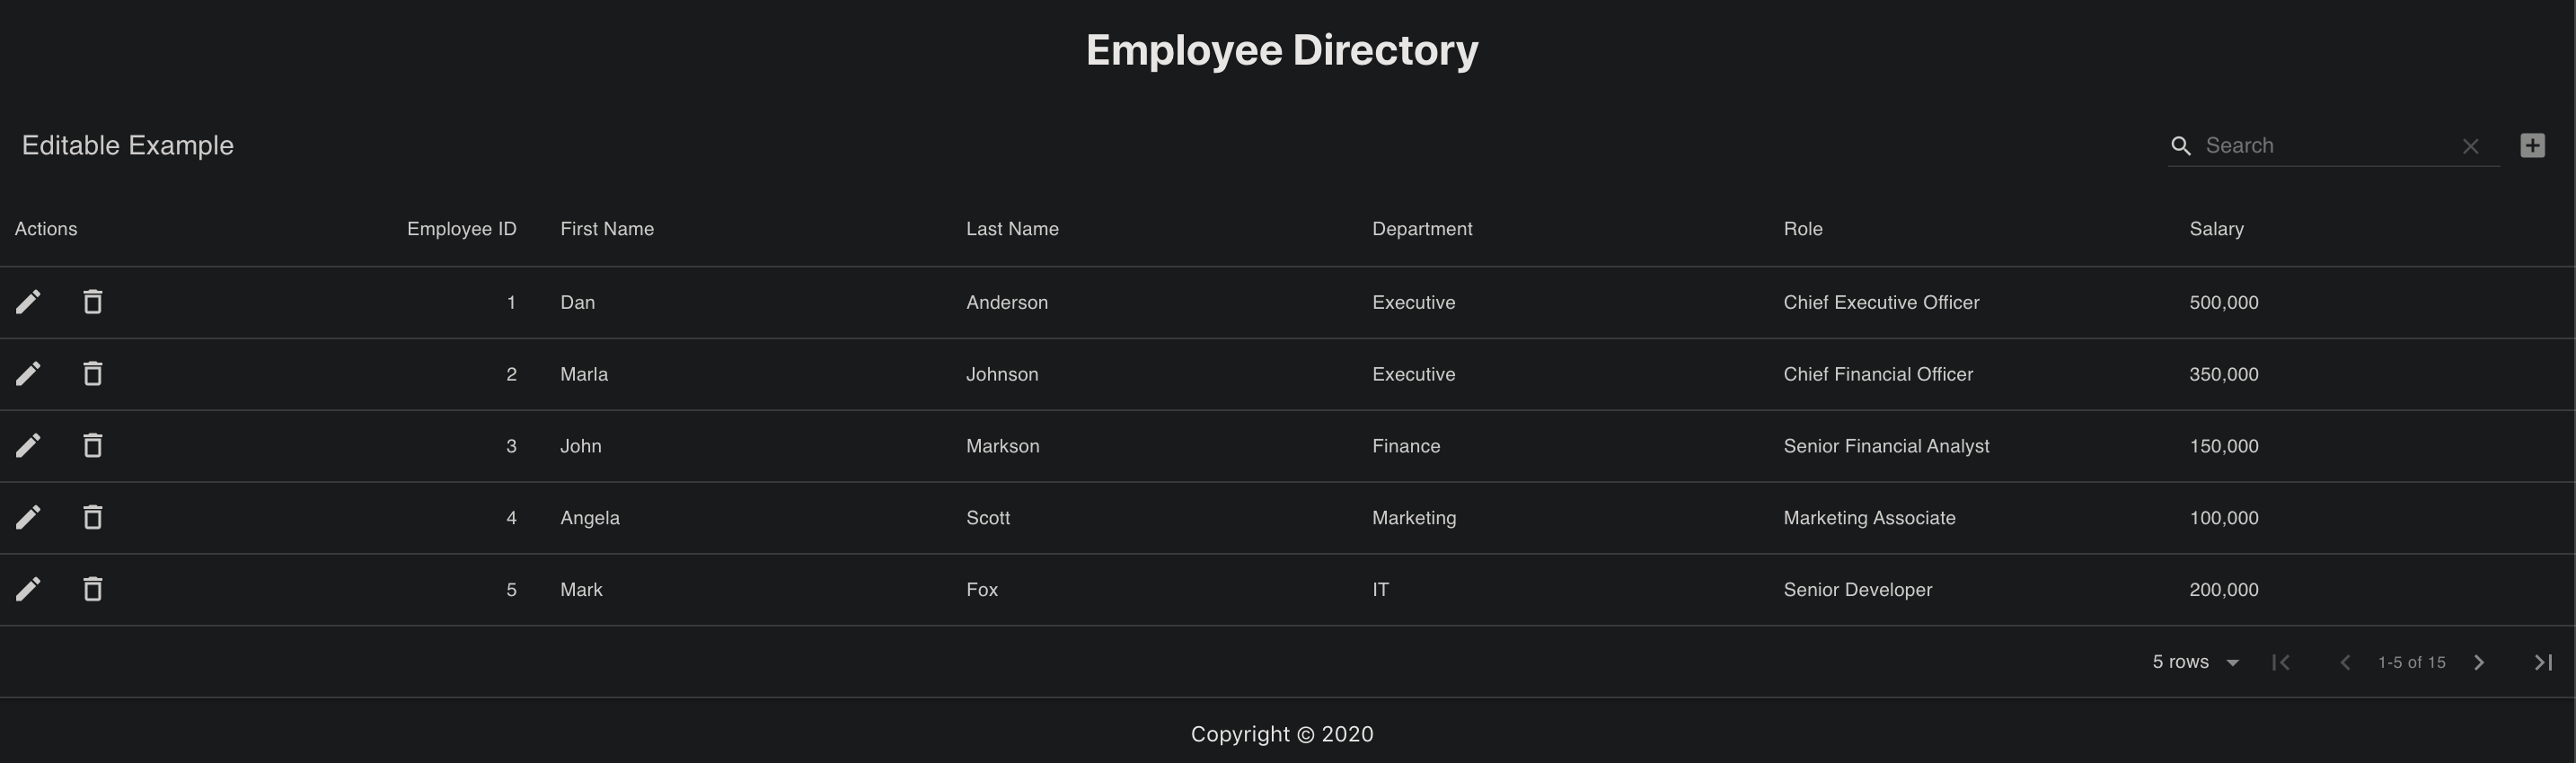 Employee Directory
Editable Example Search
Actions Employee ID First Name Last Name Department Role Salary
1 Dan Anderson Executive Chief Executive Officer 500,000
2 Marla Johnson Executive Chief Financial Officer 350,000
3 John Markson Finance Senior Financial Analyst 150,000
4 Angela Scott Marketing Marketing Associate 100,000
5 Mark Fox IT Senior Developer 200,000
5 rows 1-5 of 15
Copyright © 2020